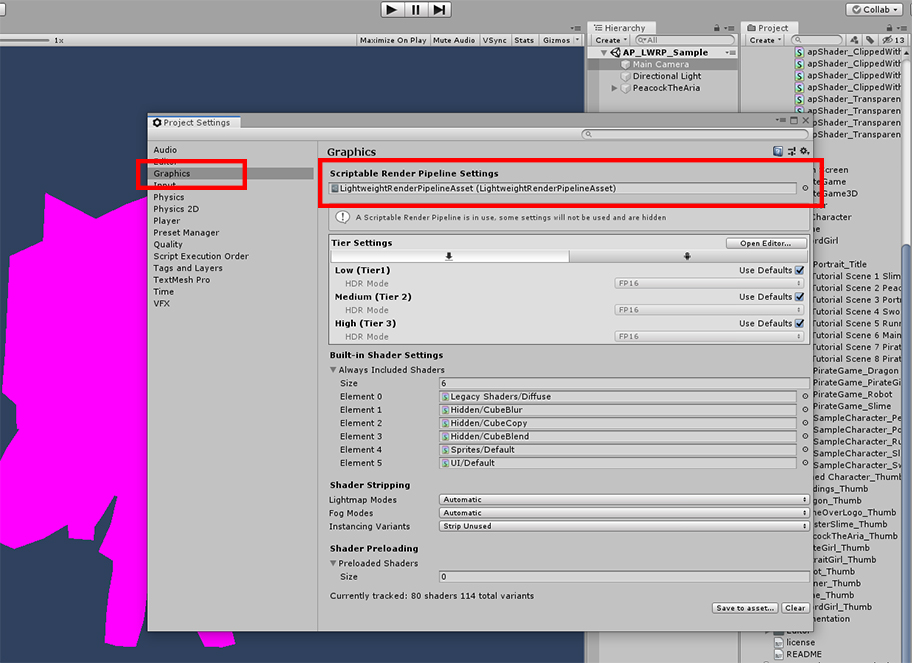 Collab
1x
Maximize On Play Mute Audio VSync Stats Gizmos
Hierarchy
Create
All
AP_LWRP_Sample
Main Camera
Directional Light
PeacockTheAria
Project
Create
13
apShader_ClippedWith
apShader_ClippedWith
apShader_ClippedWith
apShader_ClippedWith
apShader_Transparen
apShader_Transparen
apShader_Transparen
apShader_Transparen
Project Settings
Audio
Editor
Graphics
Input
Physics
Physics 2D
Player
Preset Manager
Quality
Script Execution Order
Tags and Layers
TextMesh Pro
Time
VFX
Graphics
Scriptable Render Pipeline Settings
LightweightRenderPipelineAsset (LightweightRenderPipelineAsset)
A Scriptable Render Pipeline is in use, some settings will not be used and are hidden
Tier Settings
Open Editor...
Low (Tier1)
Use Defaults
HDR Mode
FP16
Medium (Tier 2)
Use Defaults
HDR Mode
FP16
High (Tier 3)
Use Defaults
HDR Mode
FP16
Built-in Shader Settings
Always Included Shaders
Size 6
Element 0 Legacy Shaders/Diffuse
Element 1 Hidden/CubeBlur
Element 2 Hidden/CubeCopy
Element 3 Hidden/CubeBlend
Element 4 Sprites/Default
Element 5 UI/Default
Shader Stripping
Lightmap Modes Automatic
Fog Modes Automatic
Instancing Variants Strip Unused
Shader Preloading
Preloaded Shaders
Size 0
Currently tracked: 80 shaders 114 total variants
Save to asset... Clear
Screen
eGame
eGame3D
Character
rdGirl
Portrait_Title
Tutorial Scene 1 Slim
Tutorial Scene 2 Peac
Tutorial Scene 3 Portr
Tutorial Scene 4 Swo
Tutorial Scene 5 Runn
Tutorial Scene 6 Main
Tutorial Scene 7 Pirat
Tutorial Scene 8 Pirat
PirateGame_Dragon
PirateGame_PirateGi
PirateGame_Robot
PirateGame_Slime
SampleCharacter_Pe
SampleCharacter_Po
SampleCharacter_Ru
SampleCharacter_Sl
SampleCharacter_Sw
ed Character_Thumb
dings_Thumb
gon_Thumb
eOverLogo_Thumb
sterSlime_Thumb
cockTheAria_Thumb
teGirl_Thumb
raitGirl_Thumb
ot_Thumb
ner_Thumb
e_Thumb
rdGirl_Thumb
mentation
Editor
license
README